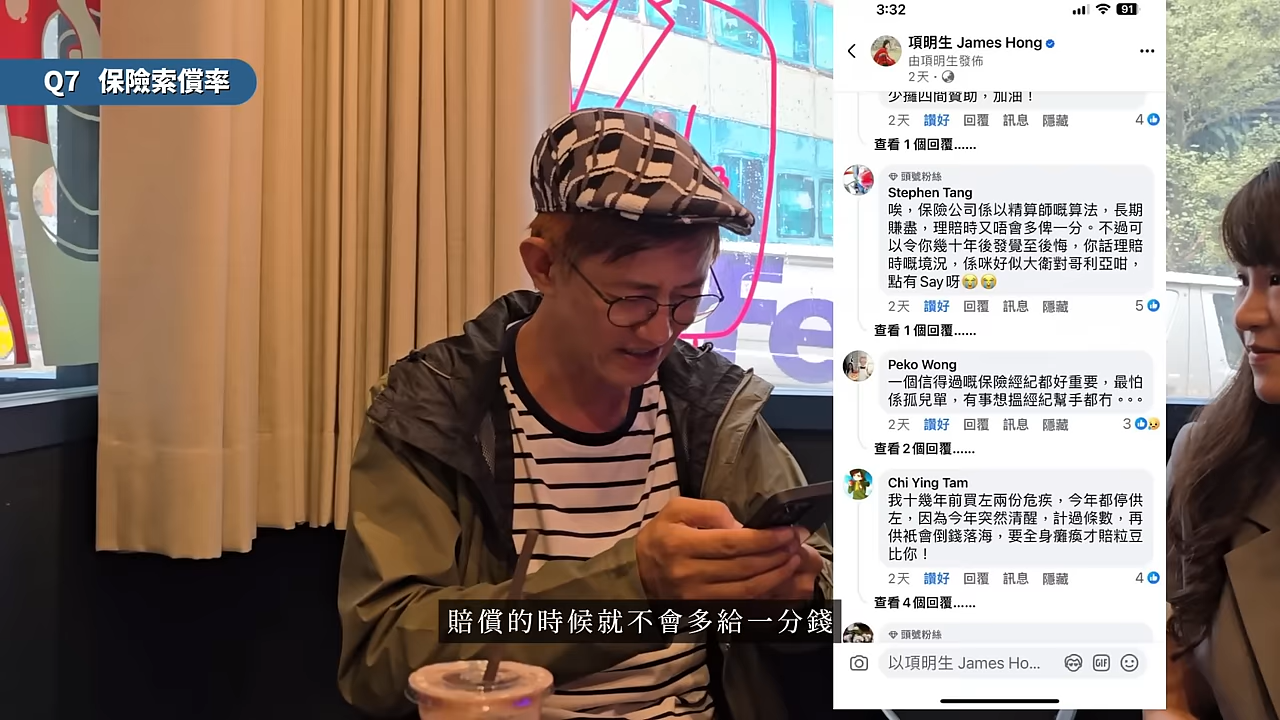 Q7 保險索償率
3:32
91
項明生 James Hong
由項明生發佈
2天·
少攞四間贊助，加油！
2天 讚好 回覆 訊息 隱藏 4
查看 1 個回覆......
頭號粉絲
Stephen Tang
唉，保險公司係以精算師嘅算法，長期
賺盡，理賠時又唔會多俾一分。不過可
以令你幾十年後發覺至後悔，你話理賠
時嘅境況，係咪好似大衛對哥利亞咁，
點有 Say 呀😭😭
2天 讚好 回覆 訊息 隱藏 5
查看 1 個回覆......
Peko Wong
一個信得過嘅保險經紀都好重要，最怕
係孤兒單，有事想搵經紀幫手都冇。。。
2天 讚好 回覆 訊息 隱藏 3
查看 2 個回覆......
Chi Ying Tam
我十幾年前買左兩份危疾，今年都停供
左，因為今年突然清醒，計過條數，再
供衹會倒錢落海，要全身癱瘓才賠粒豆
比你！
2天 讚好 回覆 訊息 隱藏 4
查看 4 個回覆......
頭號粉絲
以項明生 James Ho...
GIF
Fe
賠償的時候就不會多給一分錢